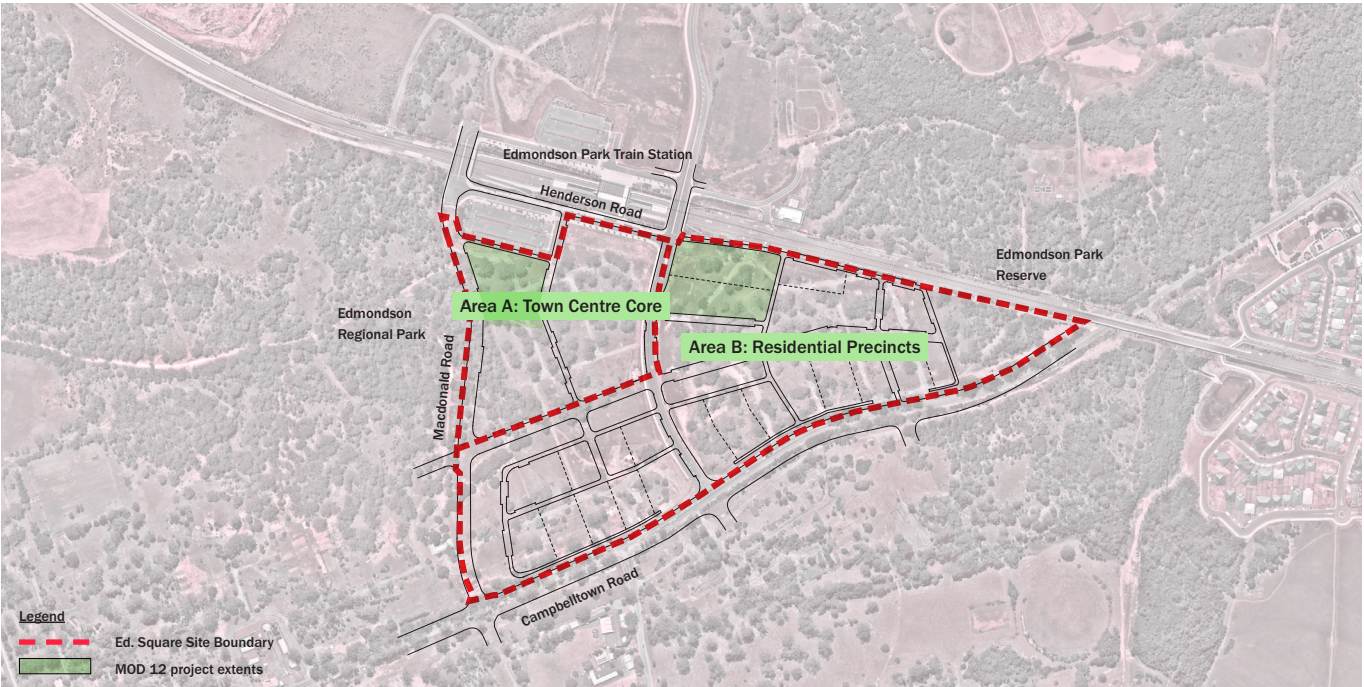 Edmondson Park Train Station
Henderson Road
Edmondson Park
Reserve
Area A: Town Centre Core
Edmondson
Regional Park
Area B: Residential Precincts
Macdonald Road
Campbelltown Road
Legend
Ed. Square Site Boundary
MOD 12 project extents